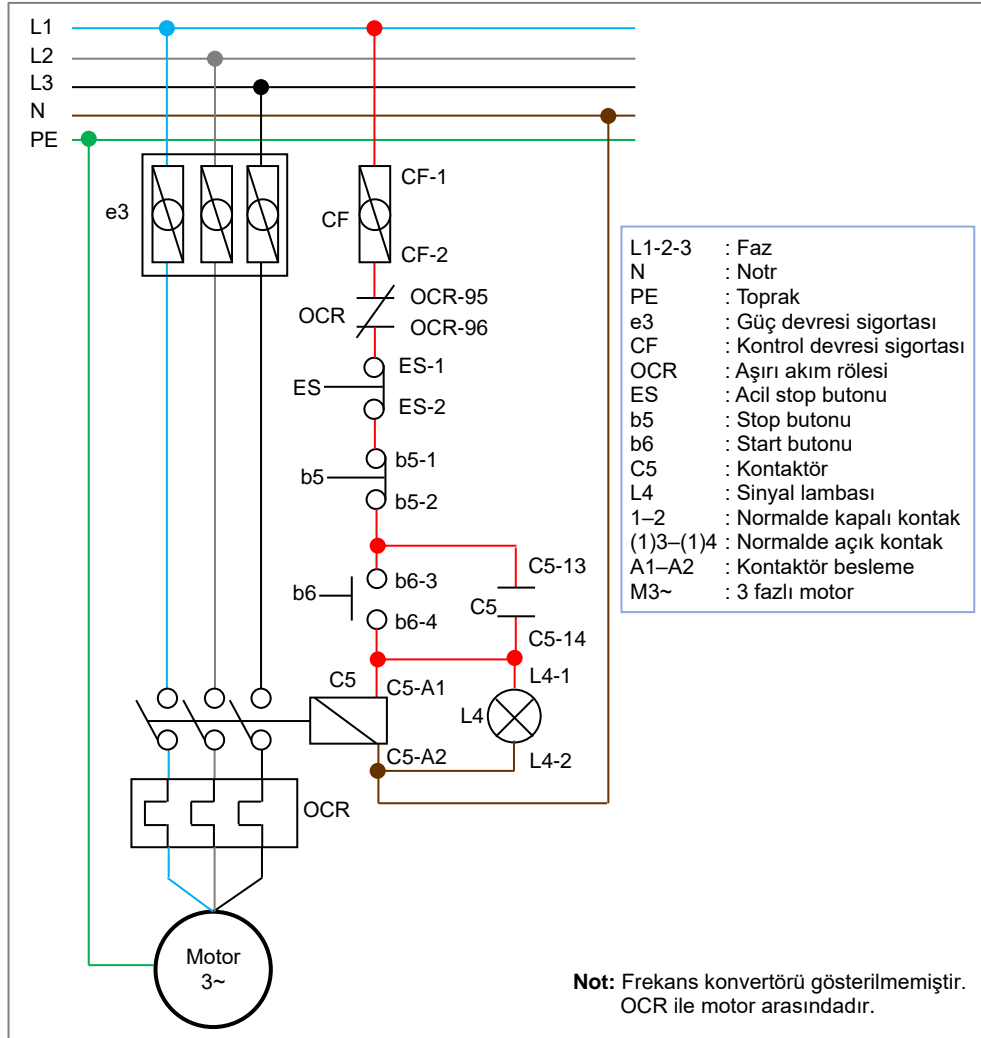 L1
L2
L3
N
PE
e3
CF
CF-1
CF-2
OCR
OCR-95
OCR-96
ES
ES-1
ES-2
b5
b5-1
b5-2
b6
b6-3
b6-4
C5-13
C5
C5-14
C5
C5-A1
L4-1
L4
C5-A2
L4-2
OCR
Motor
3~
L1-2-3 : Faz
N : Notr
PE : Toprak
e3 : Güç devresi sigortası
CF : Kontrol devresi sigortası
OCR : Aşırı akım rölesi
ES : Acil stop butonu
b5 : Stop butonu
b6 : Start butonu
C5 : Kontaktör
L4 : Sinyal lambası
1–2 : Normalde kapalı kontak
(1)3–(1)4 : Normalde açık kontak
A1–A2 : Kontaktör besleme
M3~ : 3 fazlı motor
Not: Frekans konvertörü gösterilmemiştir.
OCR ile motor arasındadır.